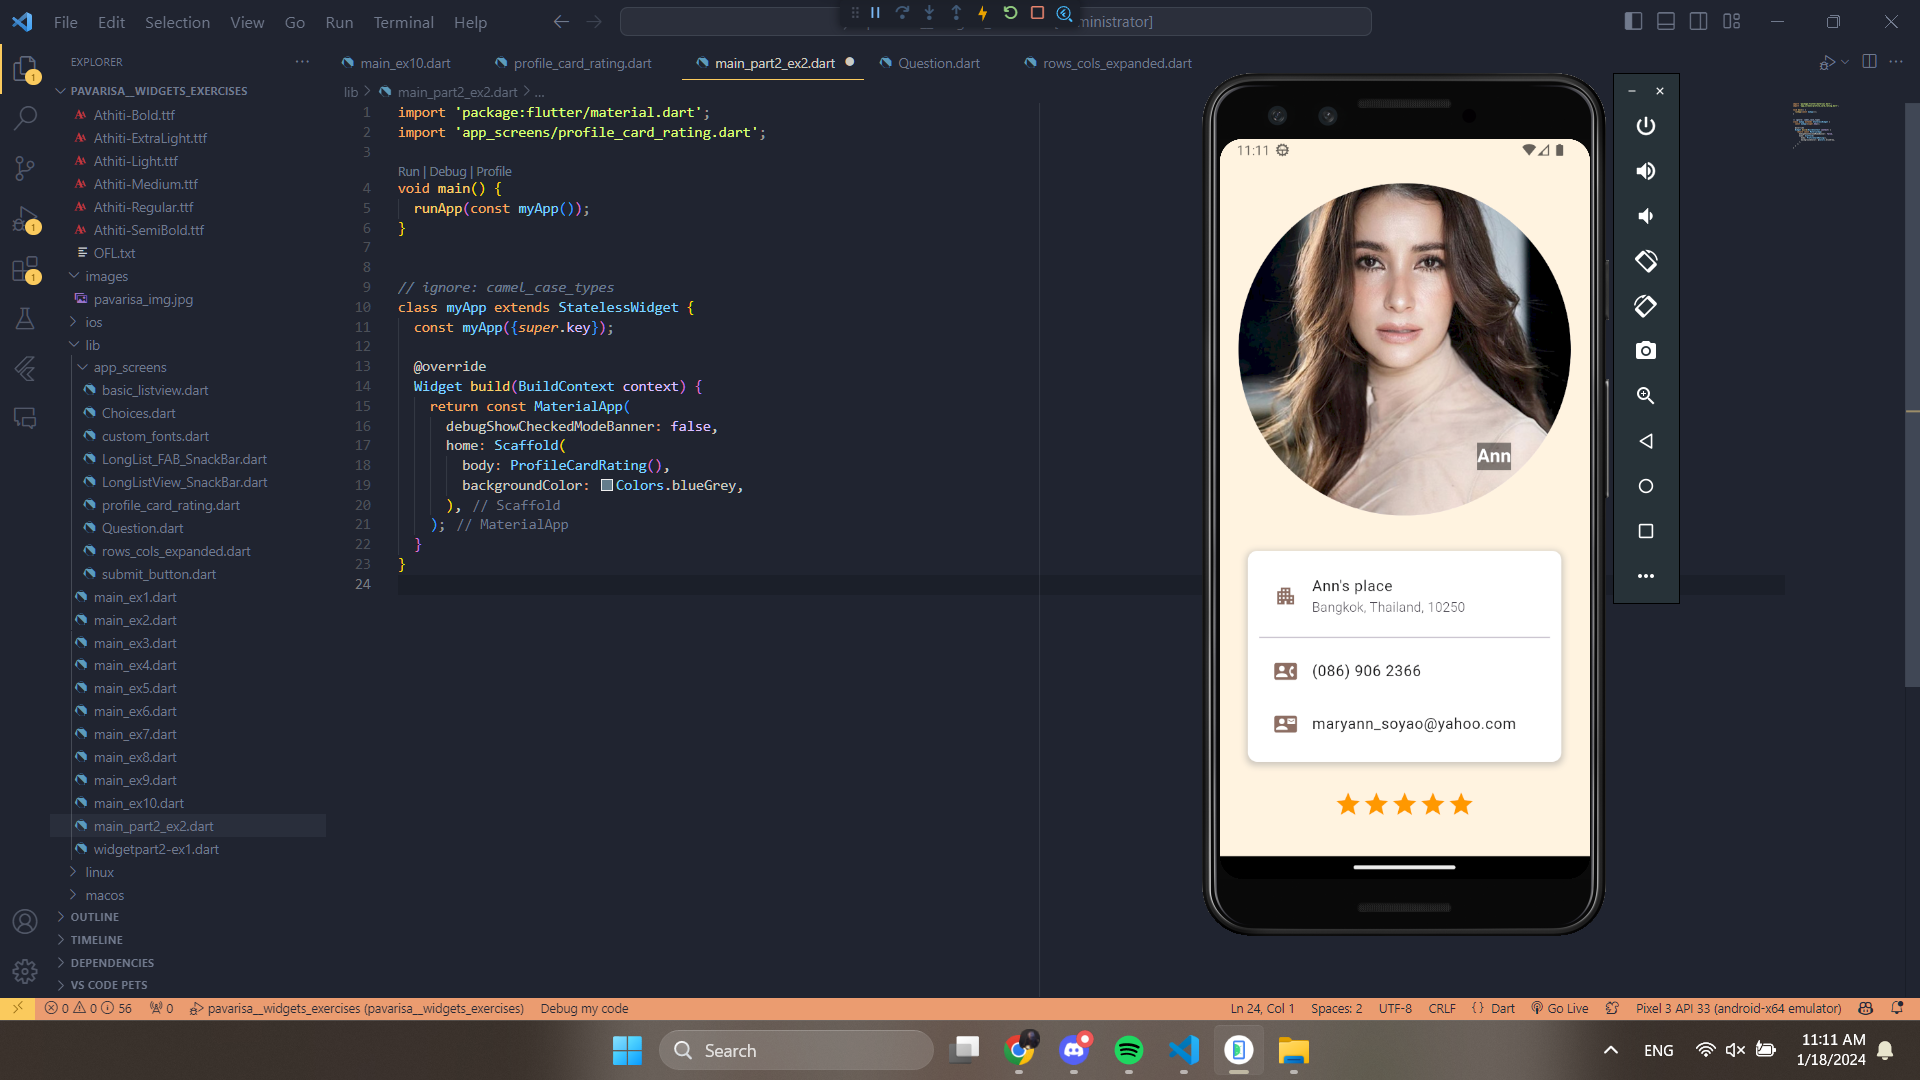 File Edit Selection View Go Run Terminal Help
ministrator]
EXPLORER
PAVARISA__WIDGETS_EXERCISES
Athiti-Bold.ttf
Athiti-ExtraLight.ttf
Athiti-Light.ttf
Athiti-Medium.ttf
Athiti-Regular.ttf
Athiti-SemiBold.ttf
OFL.txt
images
pavarisa_img.jpg
ios
lib
app_screens
basic_listview.dart
Choices.dart
custom_fonts.dart
LongList_FAB_SnackBar.dart
LongListView_SnackBar.dart
profile_card_rating.dart
Question.dart
rows_cols_expanded.dart
submit_button.dart
main_ex1.dart
main_ex2.dart
main_ex3.dart
main_ex4.dart
main_ex5.dart
main_ex6.dart
main_ex7.dart
main_ex8.dart
main_ex9.dart
main_ex10.dart
main_part2_ex2.dart
widgetpart2-ex1.dart
linux
macos
OUTLINE
TIMELINE
DEPENDENCIES
VS CODE PETS
1
1
1
main_ex10.dart profile_card_rating.dart main_part2_ex2.dart Question.dart rows_cols_expanded.dart
lib > main_part2_ex2.dart > ...
1 import 'package:flutter/material.dart';
2 import 'app_screens/profile_card_rating.dart';
3
Run | Debug | Profile
4 void main() {
5 runApp(const myApp());
6 }
7
8
9 // ignore: camel_case_types
10 class myApp extends StatelessWidget {
11 const myApp({super.key});
12
13 @override
14 Widget build(BuildContext context) {
15 return const MaterialApp(
16 debugShowCheckedModeBanner: false,
17 home: Scaffold(
18 body: ProfileCardRating(),
19 backgroundColor: Colors.blueGrey,
20 ), // Scaffold
21 ); // MaterialApp
22 }
23 }
24
11:11
Ann
Ann's place
Bangkok, Thailand, 10250
(086) 906 2366
maryann_soyao@yahoo.com
0 0 56 0 pavarisa__widgets_exercises (pavarisa__widgets_exercises) Debug my code Ln 24, Col 1 Spaces: 2 UTF-8 CRLF { } Dart Go Live Pixel 3 API 33 (android-x64 emulator)
Search
ENG
11:11 AM
1/18/2024